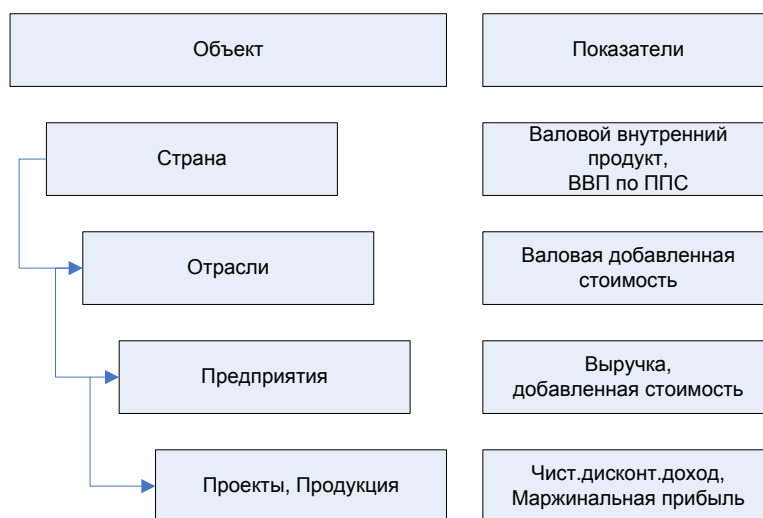 Объект
Показатели
Страна
Валовой внутренний
продукт,
ВВП по ППС
Отрасли
Валовая добавленная
стоимость
Предприятия
Выручка,
добавленная стоимость
Проекты, Продукция
Чист.дисконт.доход,
Маржинальная прибыль